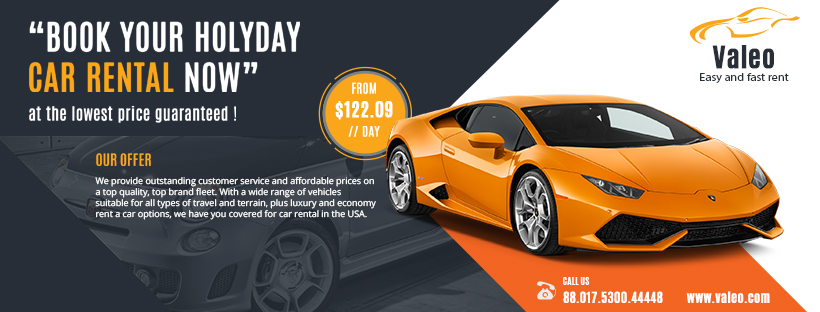 “BOOK YOUR HOLYDAY
CAR RENTAL NOW”
at the lowest price guaranteed !
FROM
$122.09
// DAY
Valeo
Easy and fast rent
OUR OFFER
We provide outstanding customer service and affordable prices on
a top quality, top brand fleet. With a wide range of vehicles
suitable for all types of travel and terrain, plus luxury and economy
rent a car options, we have you covered for car rental in the USA.
CALL US
88.017.5300.44448
www.valeo.com